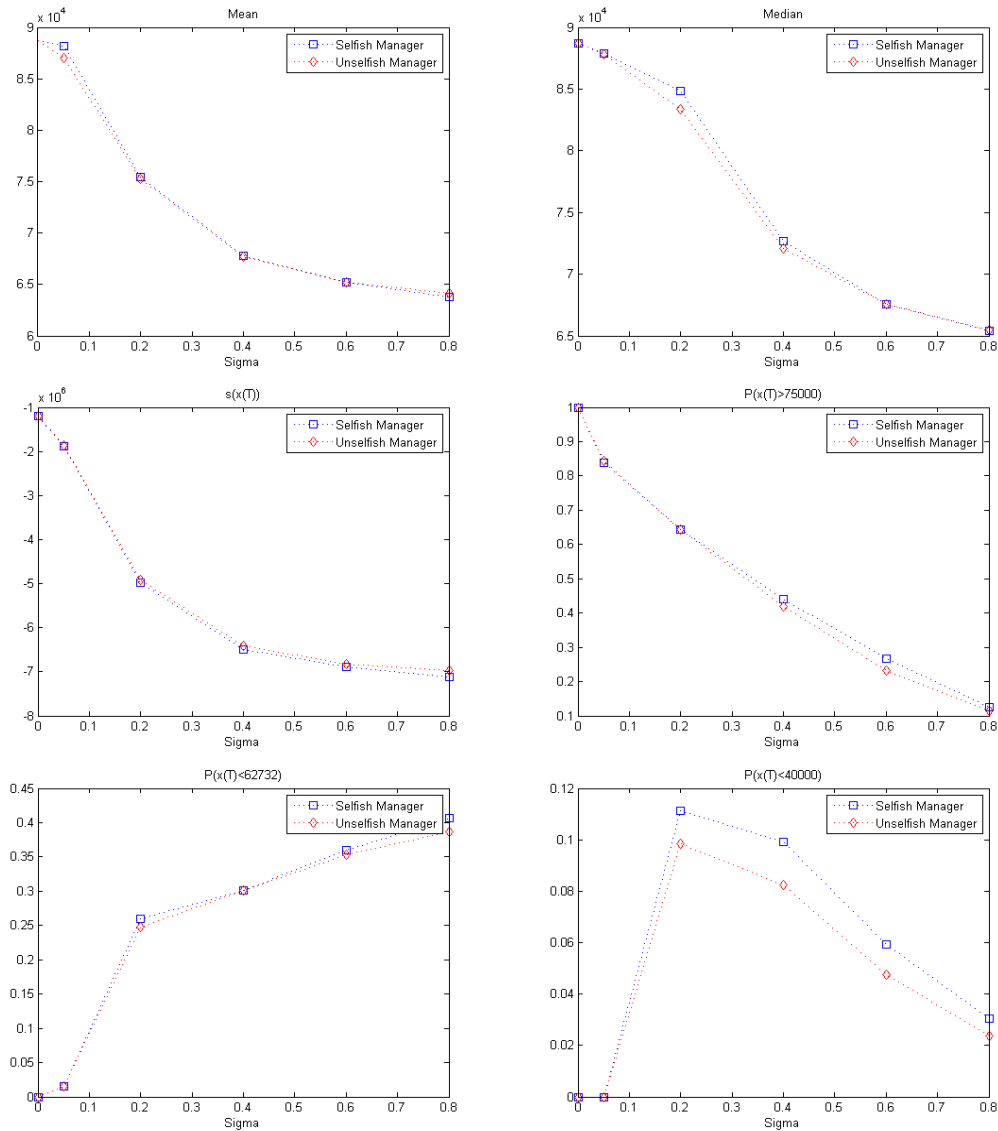 Mean
x 10^4
9
8.5
8
7.5
7
6.5
6
0 0.1 0.2 0.3 0.4 0.5 0.6 0.7 0.8
Sigma
Selfish Manager
Unselfish Manager
Median
x 10^4
9
8.5
8
7.5
7
6.5
0 0.1 0.2 0.3 0.4 0.5 0.6 0.7 0.8
Sigma
Selfish Manager
Unselfish Manager
s(x(T))
x 10^6
-1
-2
-3
-4
-5
-6
-7
-8
0 0.1 0.2 0.3 0.4 0.5 0.6 0.7 0.8
Sigma
Selfish Manager
Unselfish Manager
P(x(T)>75000)
1
0.9
0.8
0.7
0.6
0.5
0.4
0.3
0.2
0.1
0 0.1 0.2 0.3 0.4 0.5 0.6 0.7 0.8
Sigma
Selfish Manager
Unselfish Manager
P(x(T)<62732)
0.45
0.4
0.35
0.3
0.25
0.2
0.15
0.1
0.05
0
0 0.1 0.2 0.3 0.4 0.5 0.6 0.7 0.8
Sigma
Selfish Manager
Unselfish Manager
P(x(T)<40000)
0.12
0.1
0.08
0.06
0.04
0.02
0
0 0.1 0.2 0.3 0.4 0.5 0.6 0.7 0.8
Sigma
Selfish Manager
Unselfish Manager